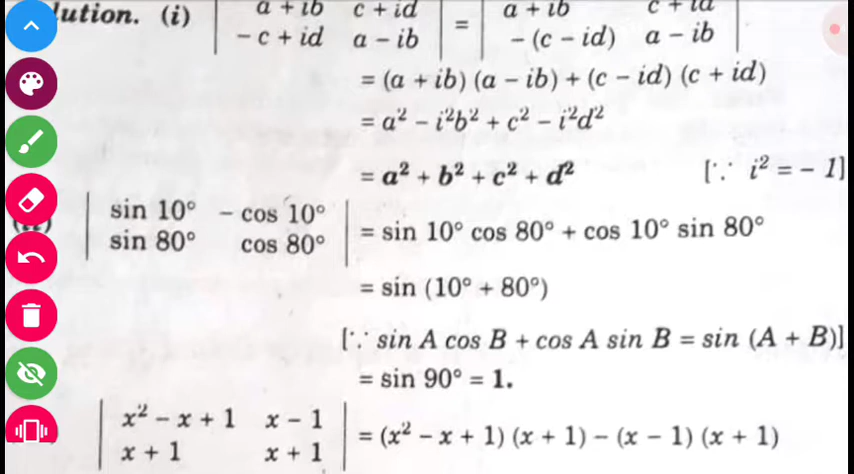 lution. (i) | a + ib c + id | = | a + ib c + id |
| - c + id a - ib | | - (c - id) a - ib |
= (a + ib) (a - ib) + (c - id) (c + id)
= a² - i²b² + c² - i²d²
= a² + b² + c² + d² [∵ i² = - 1]
(ii) | sin 10° - cos 10° | = sin 10° cos 80° + cos 10° sin 80°
| sin 80° cos 80° |
= sin (10° + 80°)
[∵ sin A cos B + cos A sin B = sin (A + B)]
= sin 90° = 1.
| x² - x + 1 x - 1 | = (x² - x + 1) (x + 1) - (x - 1) (x + 1)
| x + 1 x + 1 |